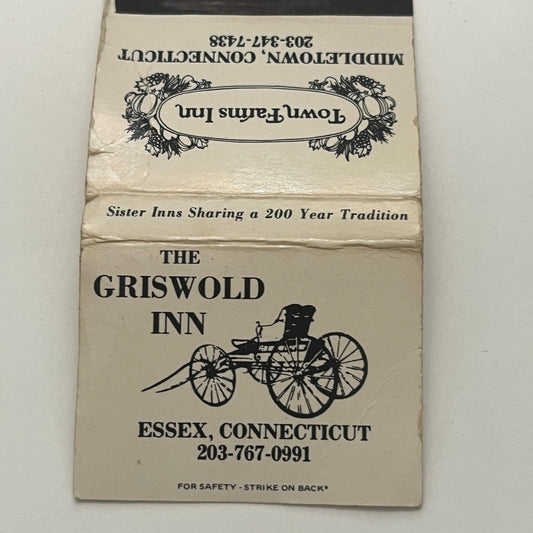 Town Farms Inn
MIDDLETOWN, CONNECTICUT
203-347-7438
Sister Inns Sharing a 200 Year Tradition
THE
GRISWOLD
INN
ESSEX, CONNECTICUT
203-767-0991
FOR SAFETY - STRIKE ON BACK*